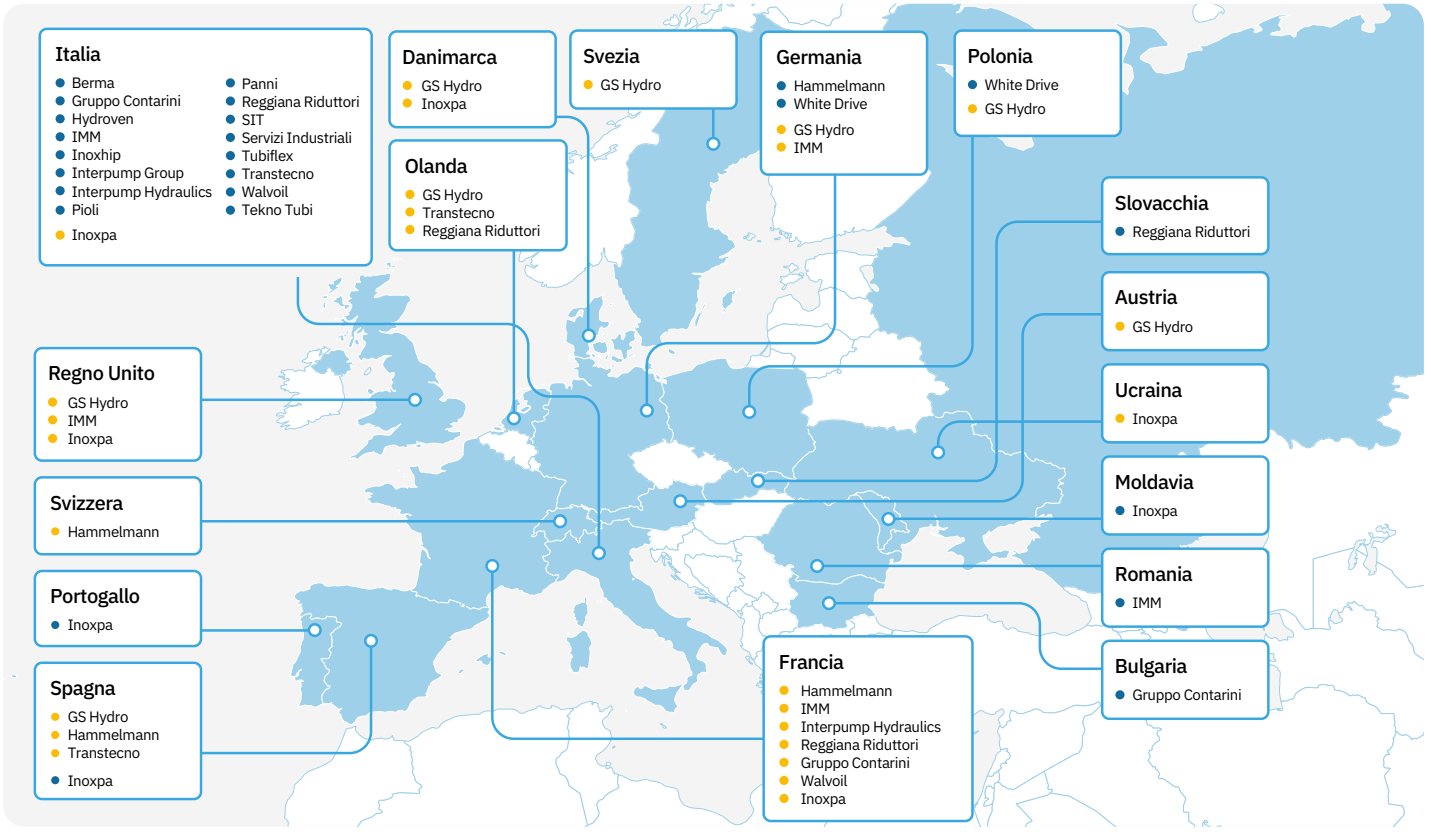 Italia
Berma
Gruppo Contarini
Hydroven
IMM
Inoxhip
Interpump Group
Interpump Hydraulics
Pioli
Inoxpa
Panni
Reggiana Riduttori
SIT
Servizi Industriali
Tubiflex
Transtecno
Walvoil
Tekno Tubi
Danimarca
GS Hydro
Inoxpa
Svezia
GS Hydro
Germania
Hammelmann
White Drive
GS Hydro
IMM
Polonia
White Drive
GS Hydro
Olanda
GS Hydro
Transtecno
Reggiana Riduttori
Slovacchia
Reggiana Riduttori
Austria
GS Hydro
Regno Unito
GS Hydro
IMM
Inoxpa
Ucraina
Inoxpa
Svizzera
Hammelmann
Moldavia
Inoxpa
Portogallo
Inoxpa
Romania
IMM
Spagna
GS Hydro
Hammelmann
Transtecno
Inoxpa
Francia
Hammelmann
IMM
Interpump Hydraulics
Reggiana Riduttori
Gruppo Contarini
Walvoil
Inoxpa
Bulgaria
Gruppo Contarini